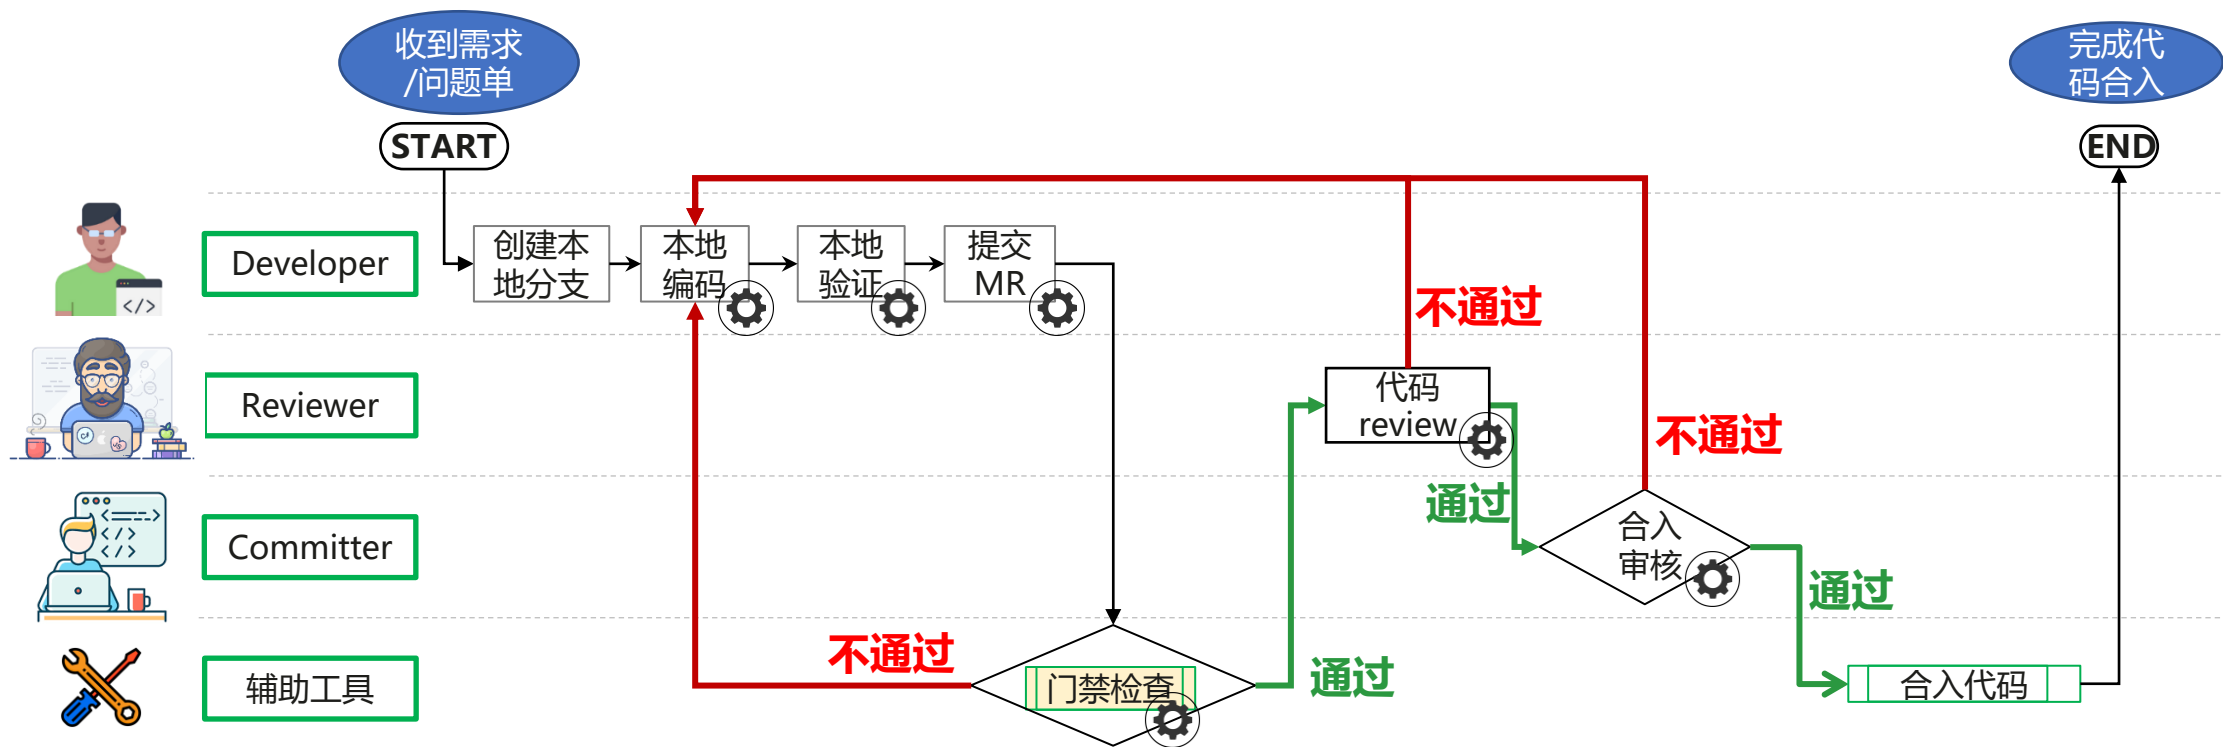 收到需求
/问题单
完成代
码合入
START
END
Developer
创建本
地分支
本地
编码
本地
验证
提交
MR
不通过
Reviewer
代码
review
不通过
通过
Committer
合入
审核
通过
辅助工具
不通过
门禁检查
通过
合入代码